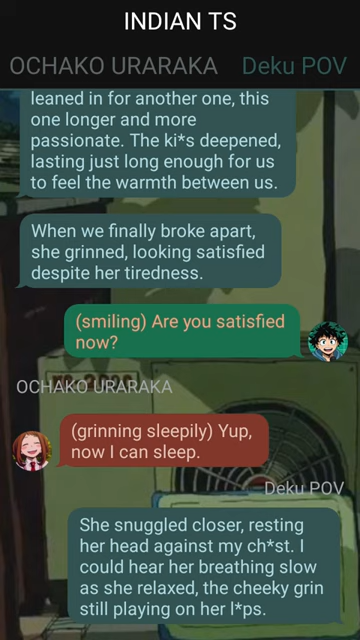 INDIAN TS
OCHAKO URARAKA Deku POV
leaned in for another one, this
one longer and more
passionate. The ki*s deepened,
lasting just long enough for us
to feel the warmth between us.
When we finally broke apart,
she grinned, looking satisfied
despite her tiredness.
(smiling) Are you satisfied
now?
OCHAKO URARAKA
(grinning sleepily) Yup,
now I can sleep.
Deku POV
She snuggled closer, resting
her head against my ch*st. I
could hear her breathing slow
as she relaxed, the cheeky grin
still playing on her l*ps.